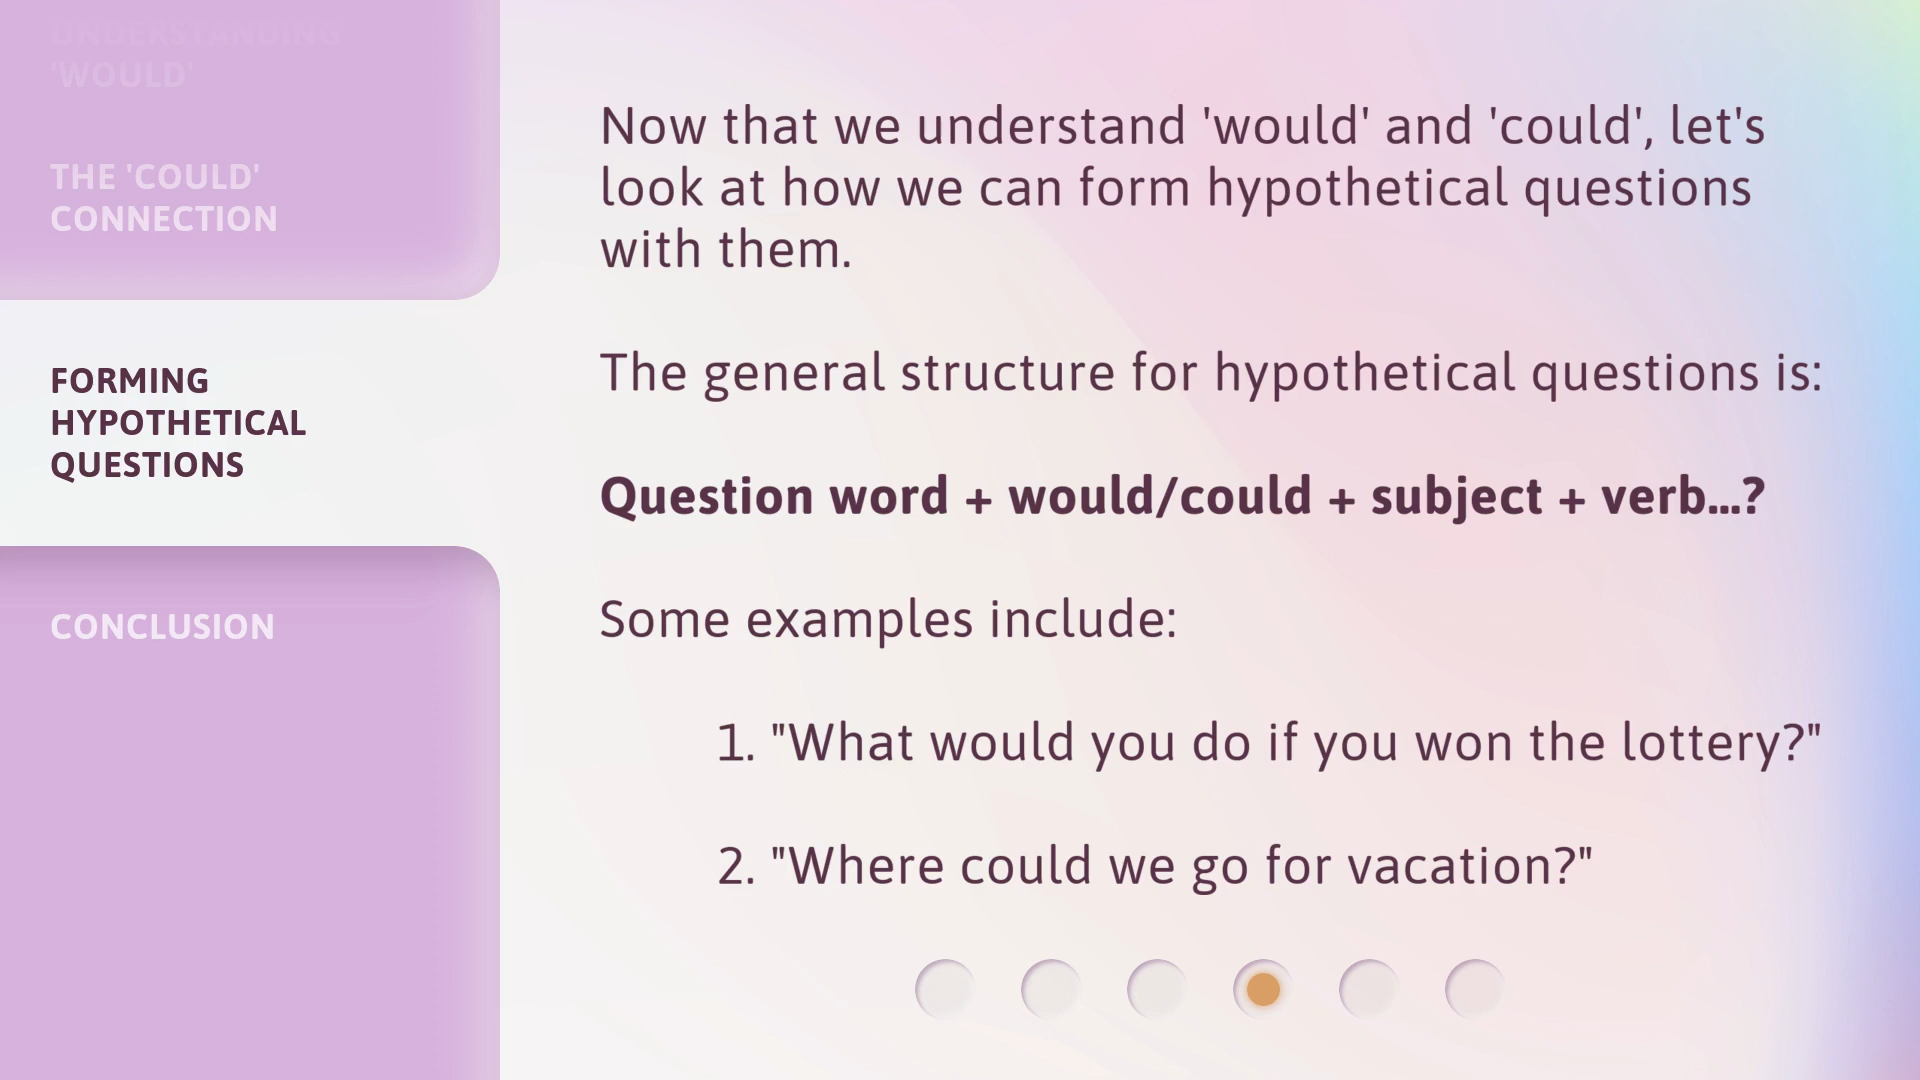 UNDERSTANDING
'WOULD'
THE 'COULD'
CONNECTION
FORMING
HYPOTHETICAL
QUESTIONS
CONCLUSION
Now that we understand 'would' and 'could', let's
look at how we can form hypothetical questions
with them.
The general structure for hypothetical questions is:
Question word + would/could + subject + verb...?
Some examples include:
1. "What would you do if you won the lottery?"
2. "Where could we go for vacation?"